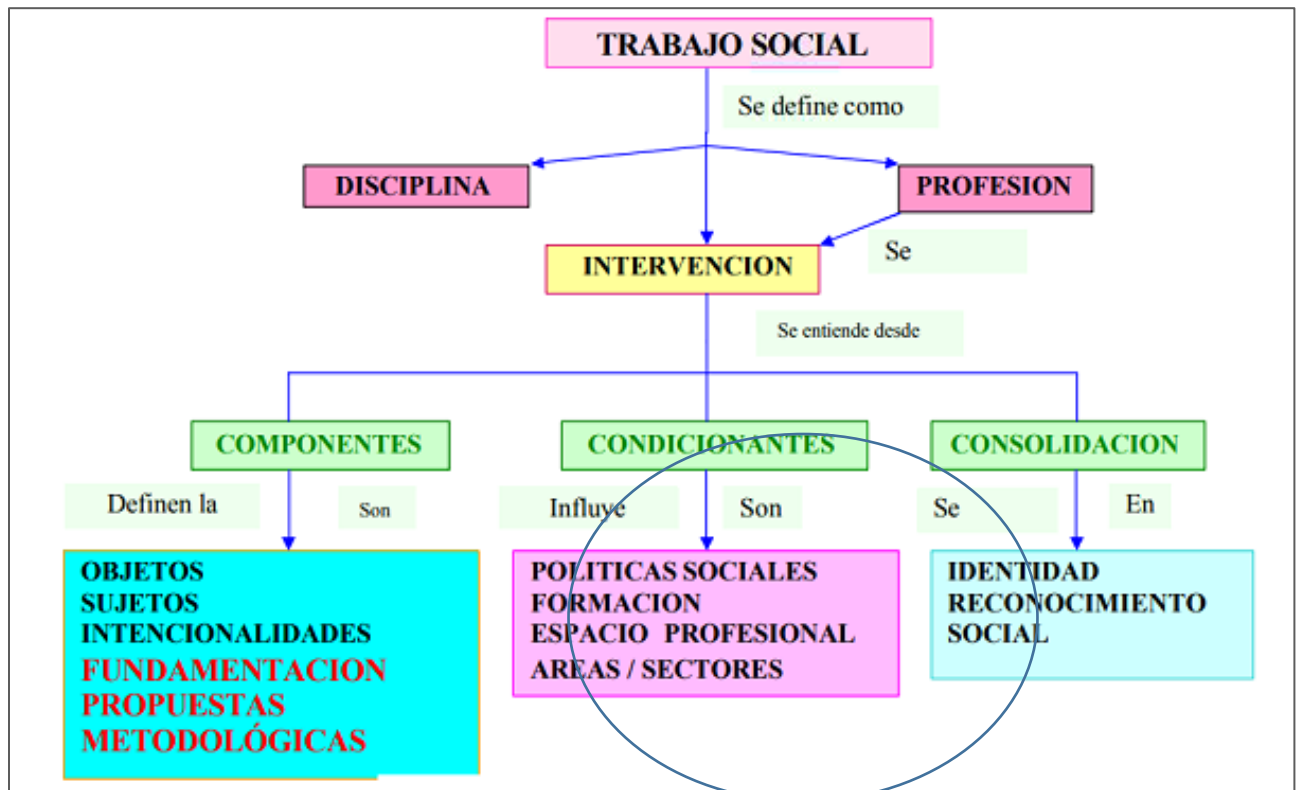 TRABAJO SOCIAL
Se define como
DISCIPLINA
PROFESION
Se
INTERVENCION
Se entiende desde
COMPONENTES
CONDICIONANTES
CONSOLIDACION
Definen la
Son
Influye
Son
Se
En
OBJETOS
SUJETOS
INTENCIONALIDADES
FUNDAMENTACION
PROPUESTAS
METODOLÓGICAS
POLITICAS SOCIALES
FORMACION
ESPACIO PROFESIONAL
AREAS / SECTORES
IDENTIDAD
RECONOCIMIENTO
SOCIAL